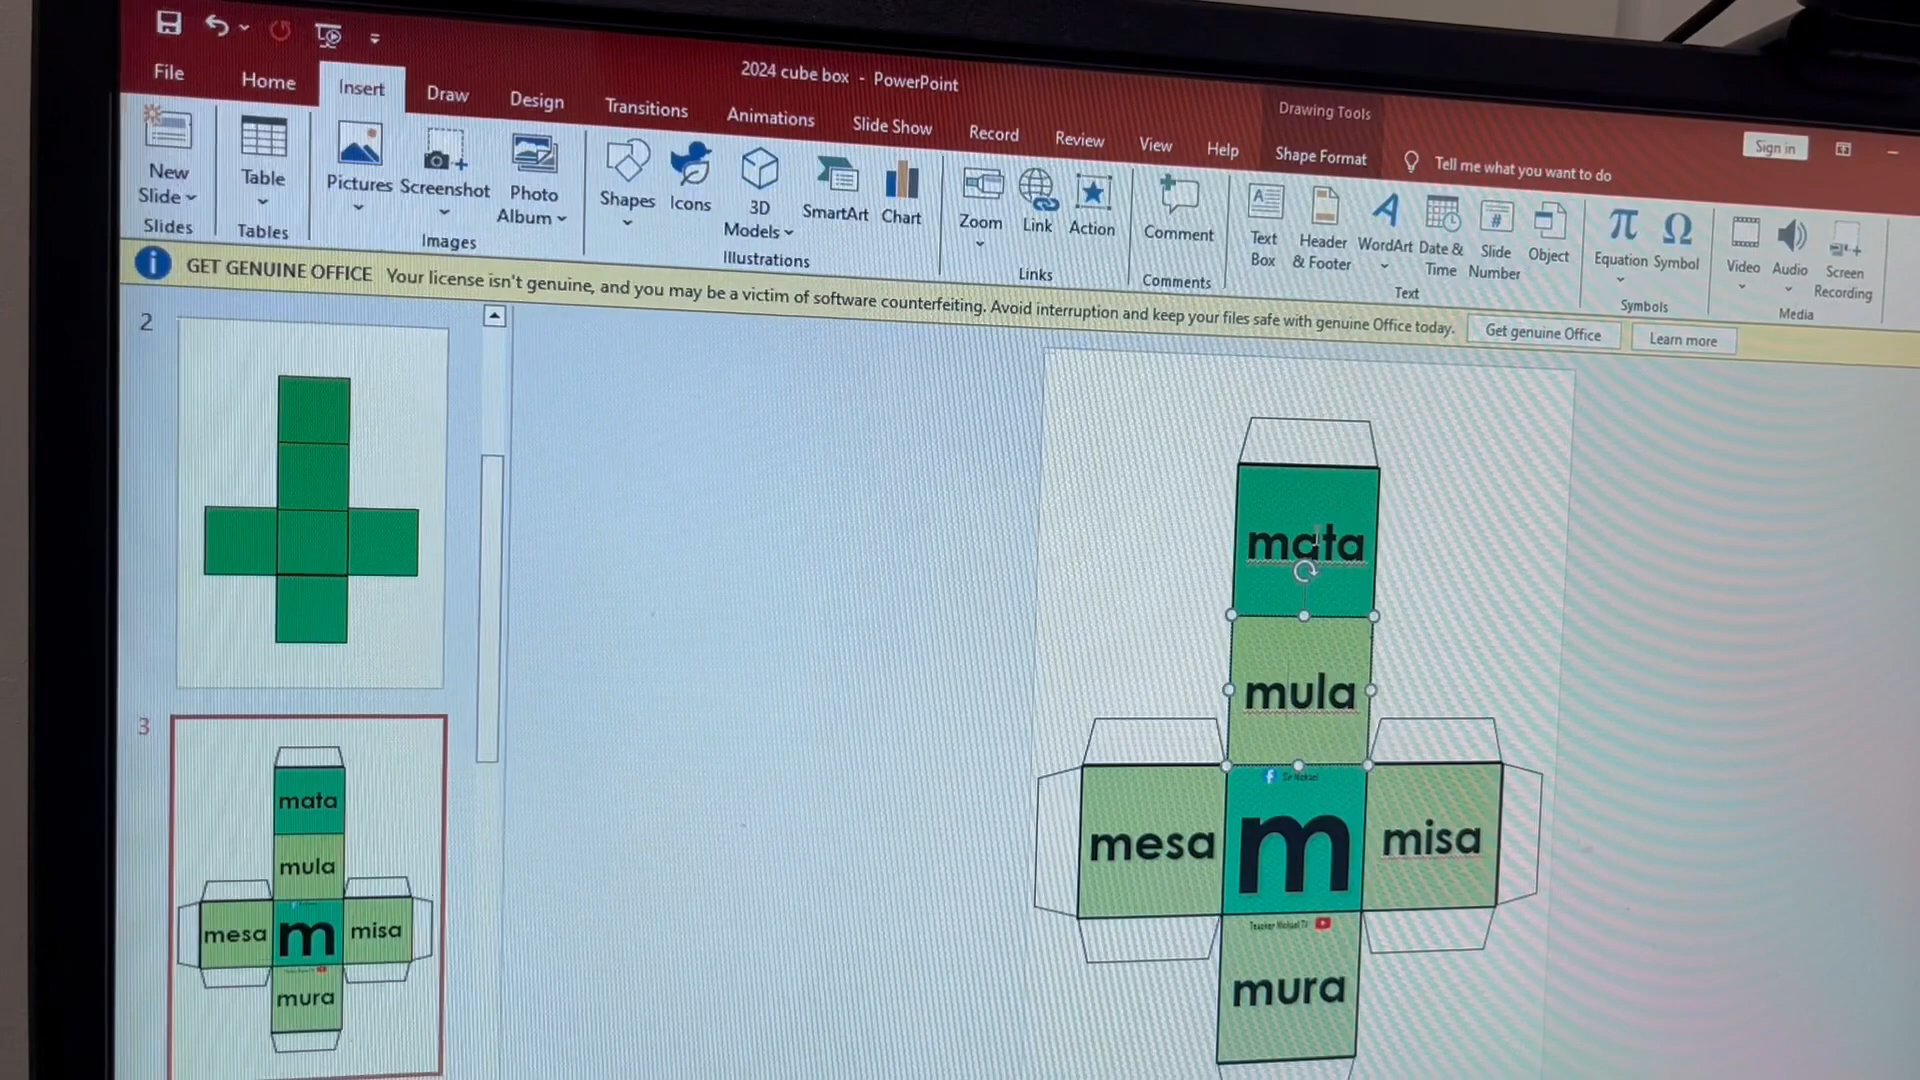 2024 cube box - PowerPoint
File Home Insert Draw Design Transitions Animations Slide Show Record Review View Help
Drawing Tools
Shape Format
Tell me what you want to do
Sign in
New Slide
Slides
Table
Tables
Pictures
Screenshot
Photo Album
Images
Shapes
Icons
3D Models
SmartArt
Chart
Illustrations
Zoom
Link
Action
Links
Comment
Comments
Text Box
Header & Footer
WordArt
Date & Time
Slide Number
Object
Text
Equation
Symbol
Symbols
Video
Audio
Screen Recording
Media
GET GENUINE OFFICE Your license isn't genuine, and you may be a victim of software counterfeiting. Avoid interruption and keep your files safe with genuine Office today.
Get genuine Office
Learn more
2
3
mata
mula
mesa m misa
mura
mata
mula
Sir Michael
mesa m misa
Teacher Michael TV
mura